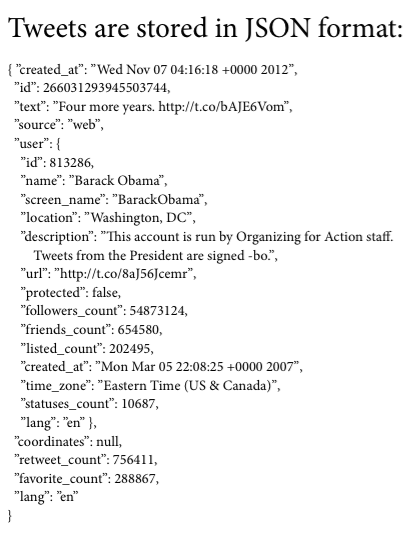 Tweets are stored in JSON format:
{ ”created_at”: ”Wed Nov 07 04:16:18 +0000 2012”,
”id”: 266031293945503744,
”text”: ”Four more years. http://t.co/bAJE6Vom”,
”source”: ”web”,
”user”: {
”id”: 813286,
”name”: ”Barack Obama”,
”screen_name”: ”BarackObama”,
”location”: ”Washington, DC”,
”description”: ”This account is run by Organizing for Action staff.
Tweets from the President are signed -bo.”,
”url”: ”http://t.co/8aJ56Jcemr”,
”protected”: false,
”followers_count”: 54873124,
”friends_count”: 654580,
”listed_count”: 202495,
”created_at”: ”Mon Mar 05 22:08:25 +0000 2007”,
”time_zone”: ”Eastern Time (US & Canada)”,
”statuses_count”: 10687,
”lang”: ”en” },
”coordinates”: null,
”retweet_count”: 756411,
”favorite_count”: 288867,
”lang”: ”en”
}